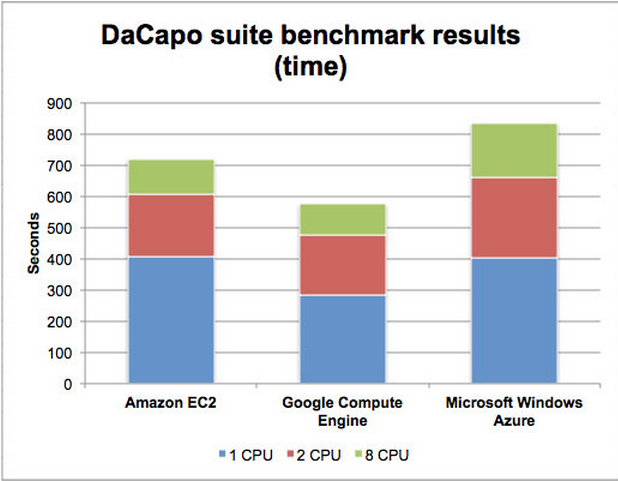 DaCapo suite benchmark results
(time)
900
800
700
600
500
400
300
200
100
0
Seconds
Amazon EC2
Google Compute
Engine
Microsoft Windows
Azure
1 CPU 2 CPU 8 CPU